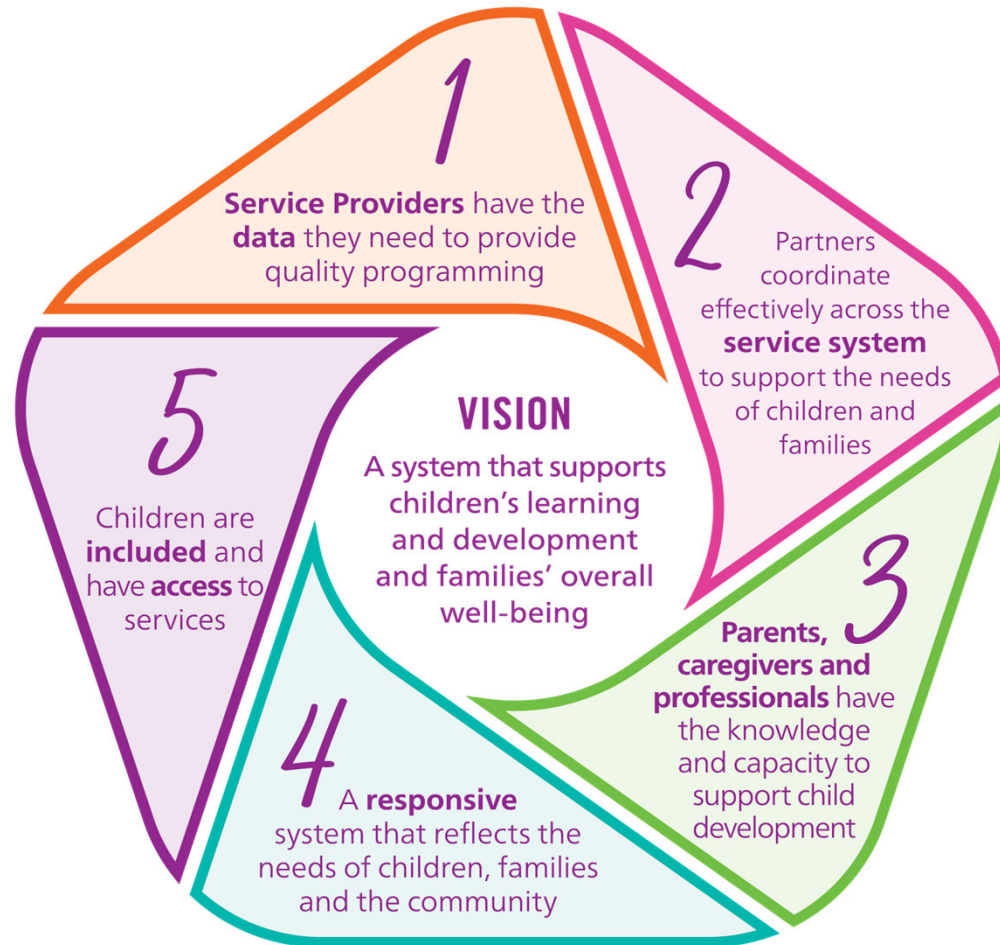 1
Service Providers have the
data they need to provide
quality programming
2
Partners
coordinate
effectively across the
service system
to support the needs
of children and
families
3
Parents,
caregivers and
professionals have
the knowledge
and capacity to
support child
development
4
A responsive
system that reflects the
needs of children, families
and the community
5
Children are
included and
have access to
services
VISION
A system that supports
children’s learning
and development
and families’ overall
well-being